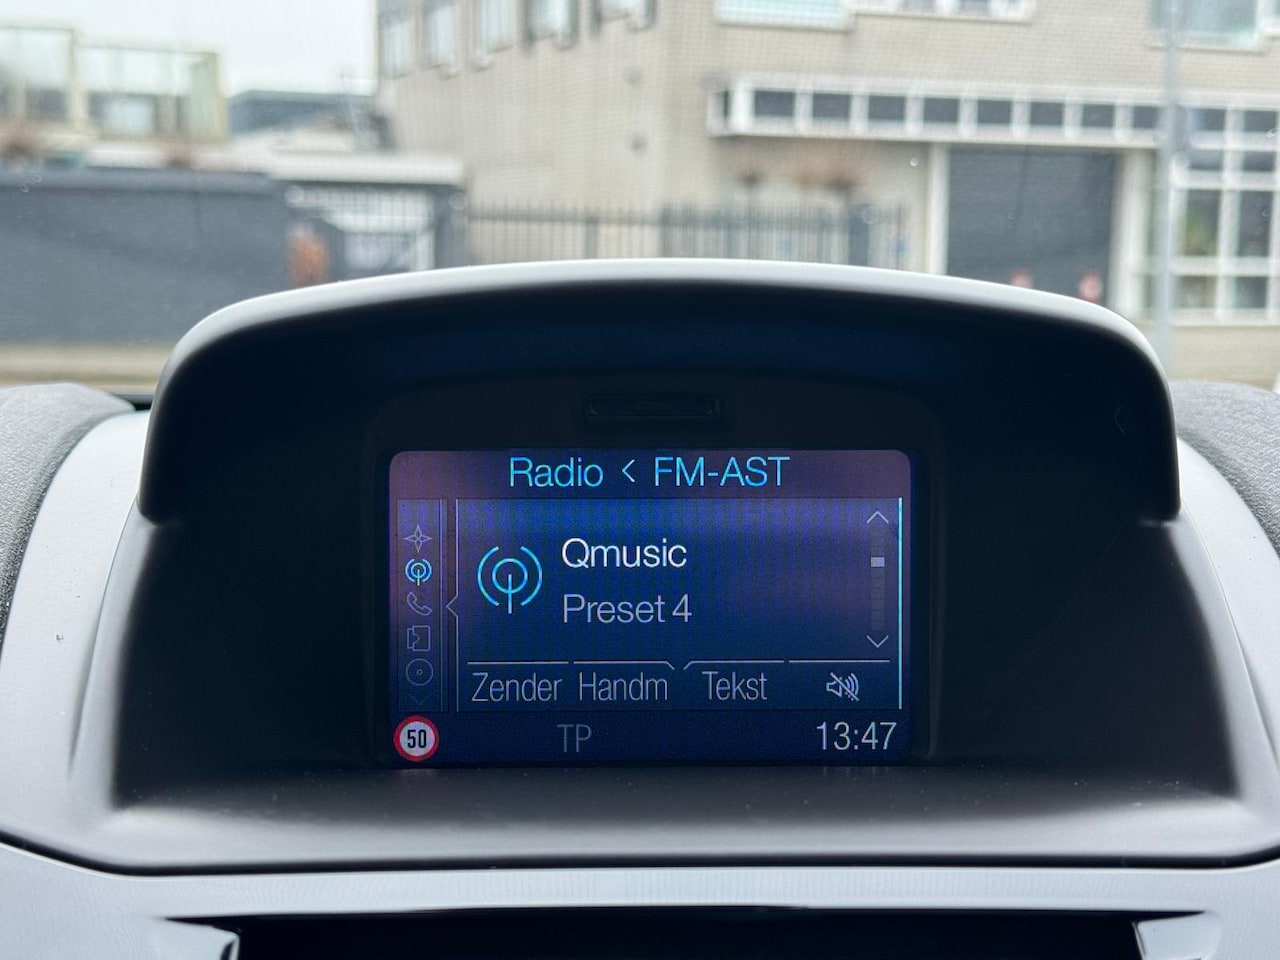 Radio < FM-AST
Qmusic
Preset 4
Zender Handm Tekst
50 TP 13:47